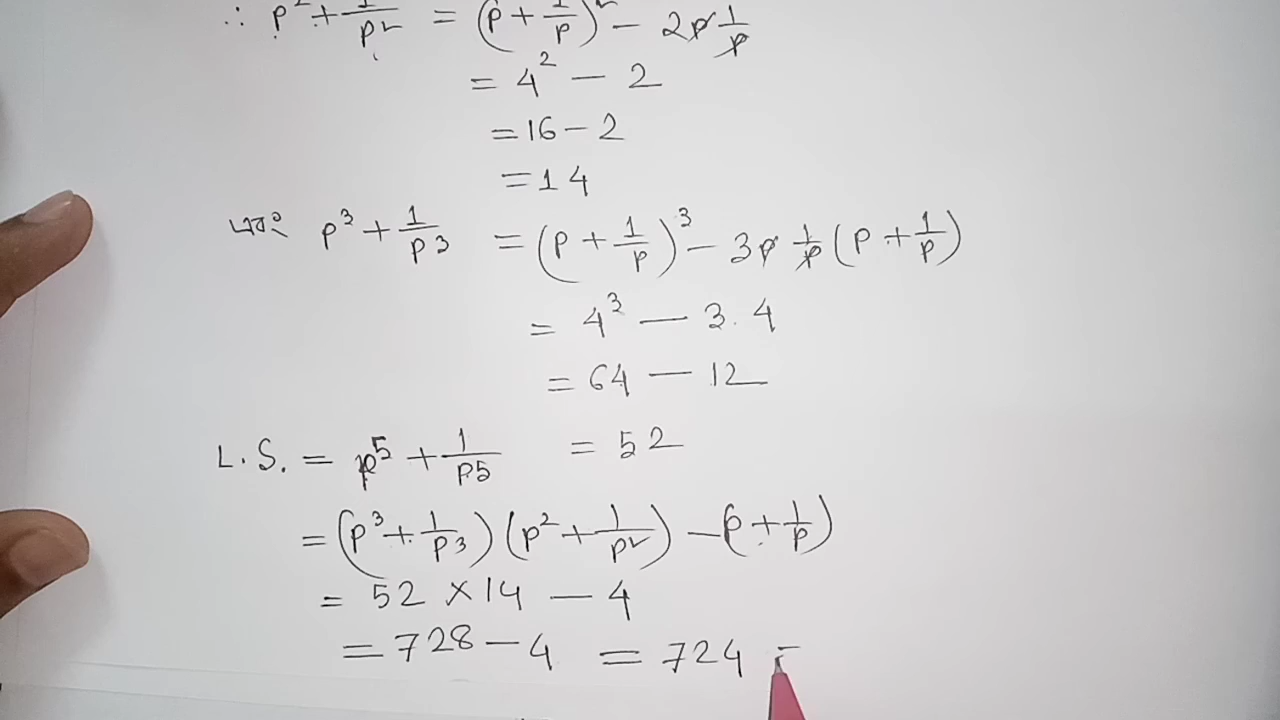 ∴ p² + 1/p² = (p + 1/p)² - 2p 1/p
= 4² - 2
= 16 - 2
= 14
এবং p³ + 1/p³ = (p + 1/p)³ - 3p 1/p (p + 1/p)
= 4³ - 3.4
= 64 - 12
= 52
L.S. = p⁵ + 1/p⁵
= (p³ + 1/p³) (p² + 1/p²) - (p + 1/p)
= 52 × 14 - 4
= 728 - 4 = 724